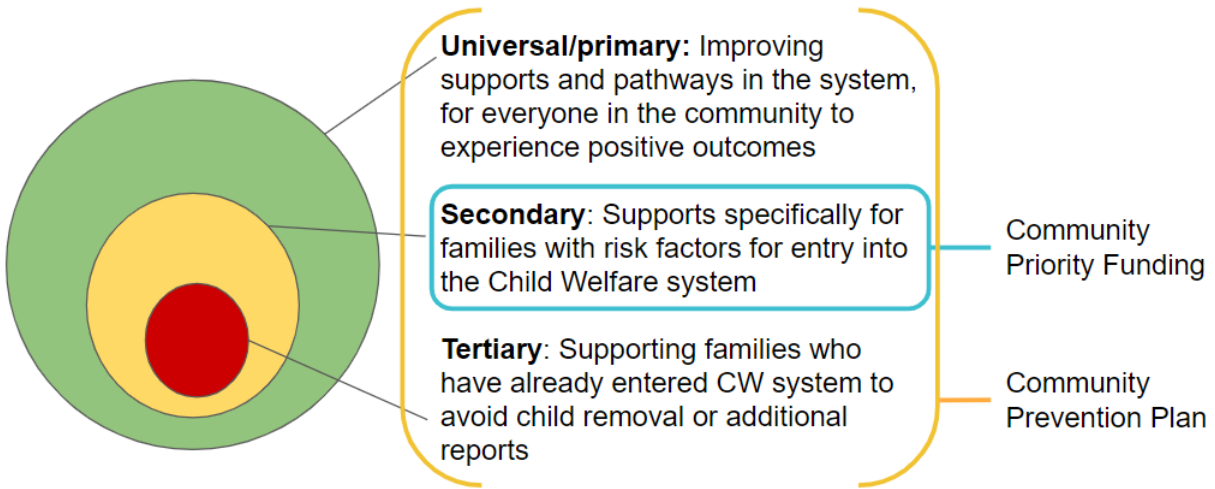 Universal/primary: Improving
supports and pathways in the system,
for everyone in the community to
experience positive outcomes
Secondary: Supports specifically for
families with risk factors for entry into
the Child Welfare system
Community
Priority Funding
Tertiary: Supporting families who
have already entered CW system to
avoid child removal or additional
reports
Community
Prevention Plan